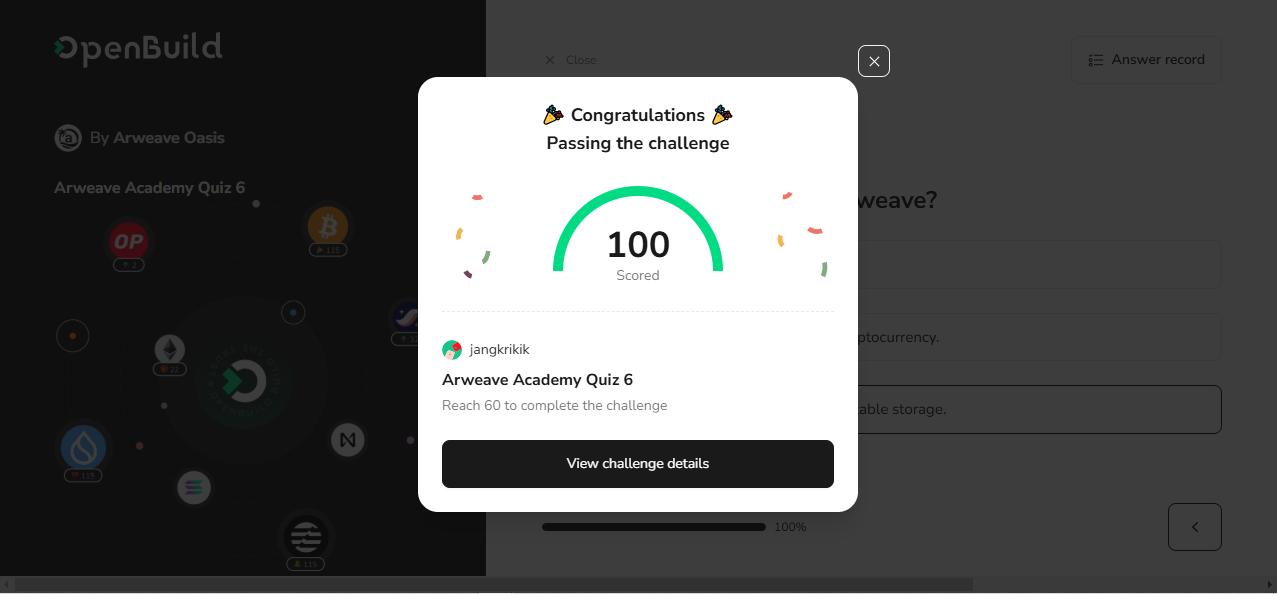 OpenBuild
By Arweave Oasis
Arweave Academy Quiz 6
OP
2
115
22
115
115
Close
Answer record
weave?
ptocurrency.
table storage.
100%
Congratulations
Passing the challenge
100
Scored
jangkrikik
Arweave Academy Quiz 6
Reach 60 to complete the challenge
View challenge details